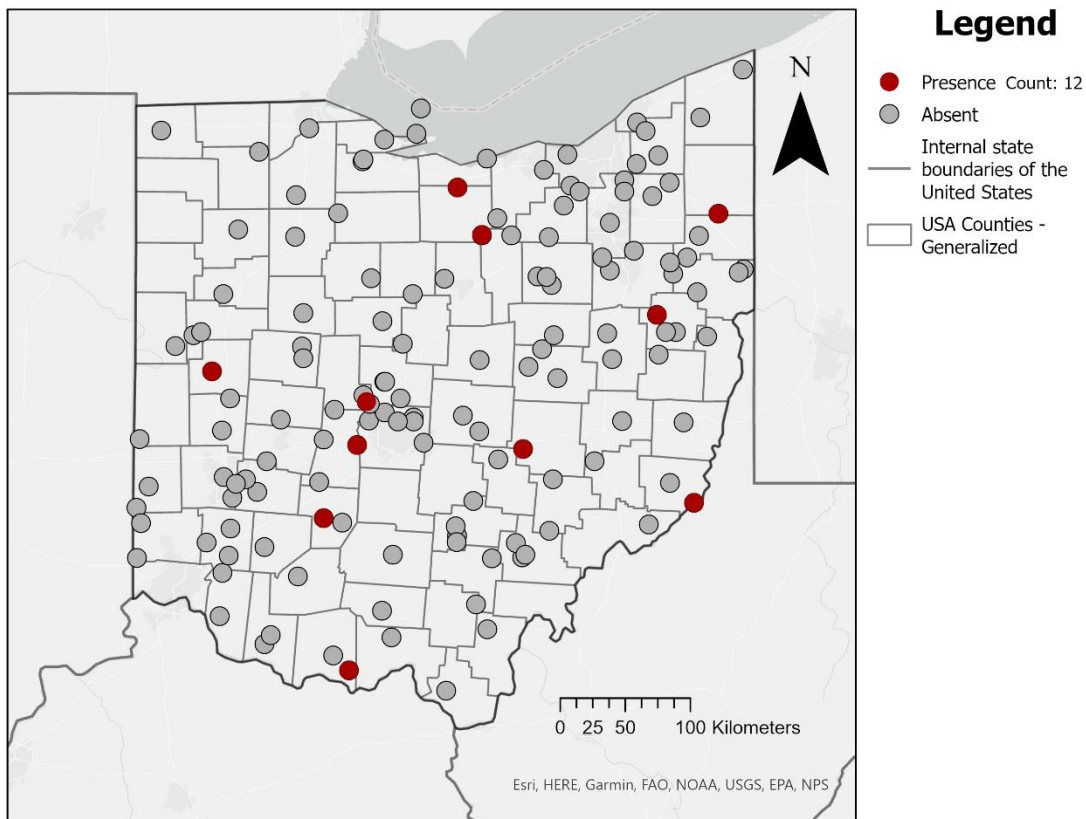 Legend
N
Presence Count: 12
Absent
Internal state
boundaries of the
United States
USA Counties -
Generalized
0 25 50 100 Kilometers
Esri, HERE, Garmin, FAO, NOAA, USGS, EPA, NPS